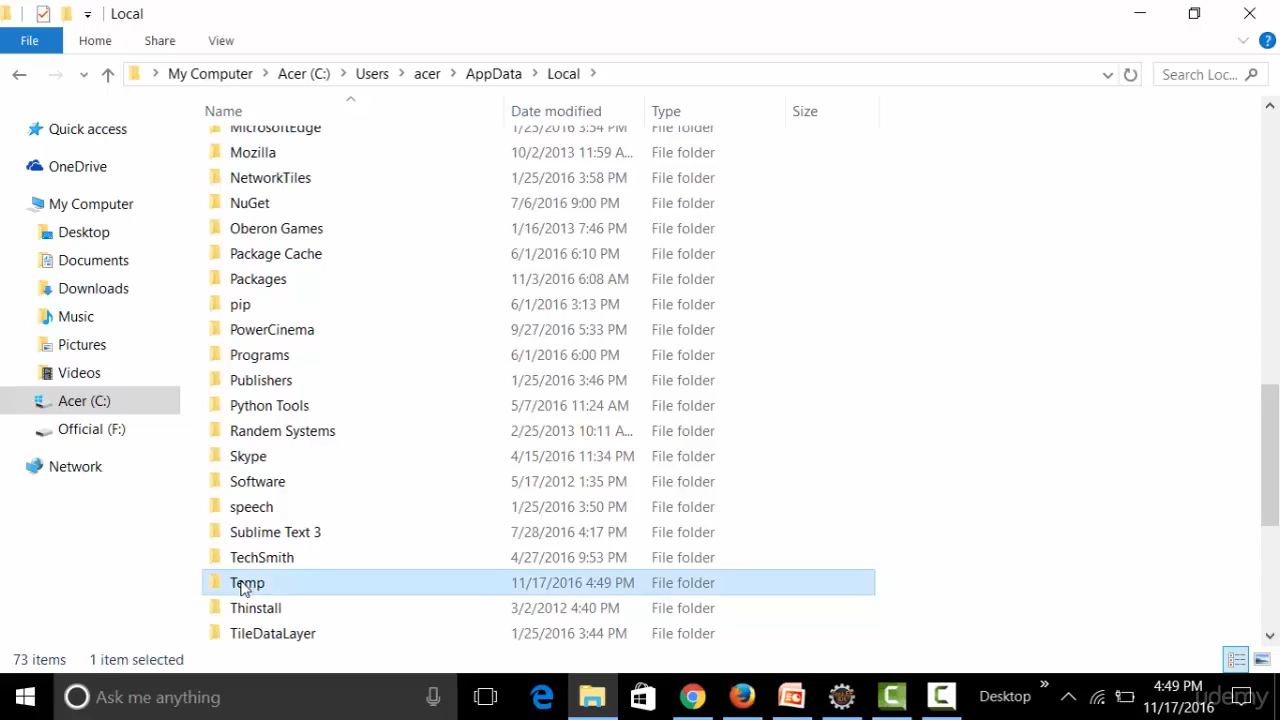 Local
File Home Share View
My Computer Acer (C:) Users acer AppData Local Search Loc...
Name Date modified Type Size
Quick access
OneDrive
My Computer
Desktop
Documents
Downloads
Music
Pictures
Videos
Acer (C:)
Official (F:)
Network
MicrosoftEdge 1/25/2016 3:54 PM File folder
Mozilla 10/2/2013 11:59 A... File folder
NetworkTiles 1/25/2016 3:58 PM File folder
NuGet 7/6/2016 9:00 PM File folder
Oberon Games 1/16/2013 7:46 PM File folder
Package Cache 6/1/2016 6:10 PM File folder
Packages 11/3/2016 6:08 AM File folder
pip 6/1/2016 3:13 PM File folder
PowerCinema 9/27/2016 5:33 PM File folder
Programs 6/1/2016 6:00 PM File folder
Publishers 1/25/2016 3:46 PM File folder
Python Tools 5/7/2016 11:24 AM File folder
Randem Systems 2/25/2013 10:11 A... File folder
Skype 4/15/2016 11:34 PM File folder
Software 5/17/2012 1:35 PM File folder
speech 1/25/2016 3:50 PM File folder
Sublime Text 3 7/28/2016 4:17 PM File folder
TechSmith 4/27/2016 9:53 PM File folder
Temp 11/17/2016 4:49 PM File folder
Thinstall 3/2/2012 4:40 PM File folder
TileDataLayer 1/25/2016 3:44 PM File folder
73 items 1 item selected
Ask me anything
Desktop
4:49 PM
11/17/2016
udemy